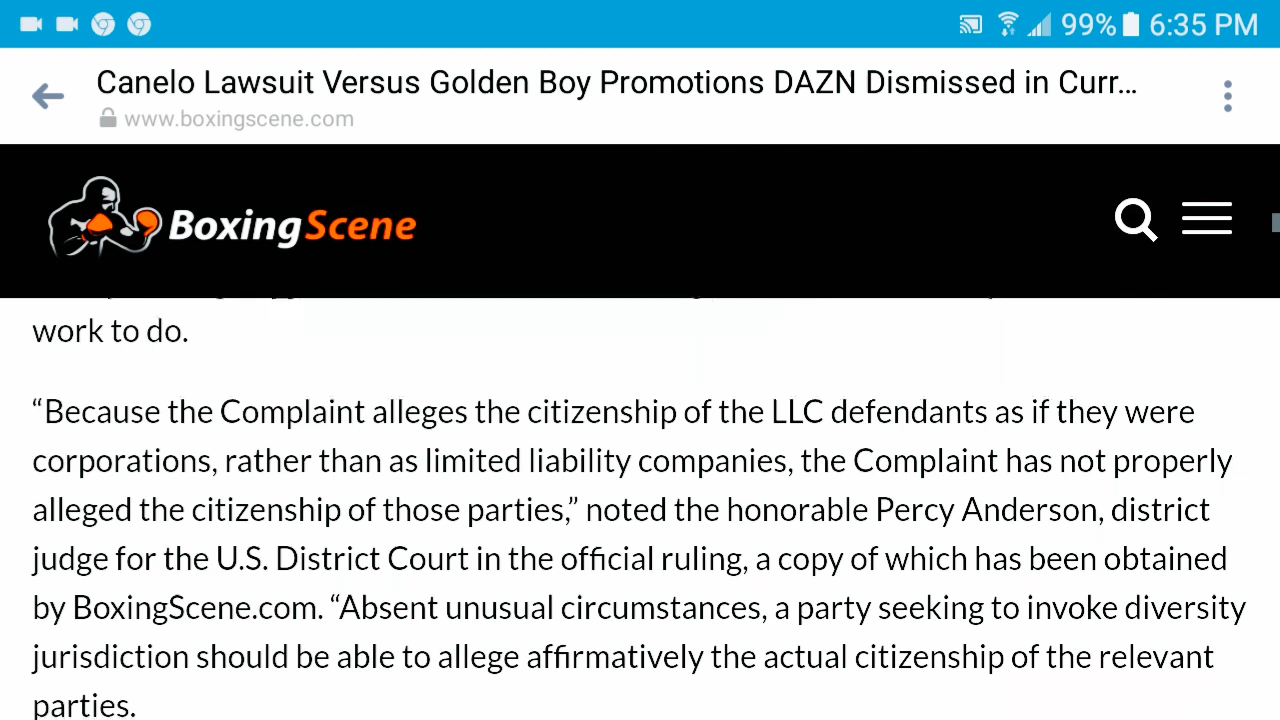 99% 6:35 PM
Canelo Lawsuit Versus Golden Boy Promotions DAZN Dismissed in Curr...
www.boxingscene.com
BoxingScene
work to do.
“Because the Complaint alleges the citizenship of the LLC defendants as if they were
corporations, rather than as limited liability companies, the Complaint has not properly
alleged the citizenship of those parties,” noted the honorable Percy Anderson, district
judge for the U.S. District Court in the official ruling, a copy of which has been obtained
by BoxingScene.com. “Absent unusual circumstances, a party seeking to invoke diversity
jurisdiction should be able to allege affirmatively the actual citizenship of the relevant
parties.